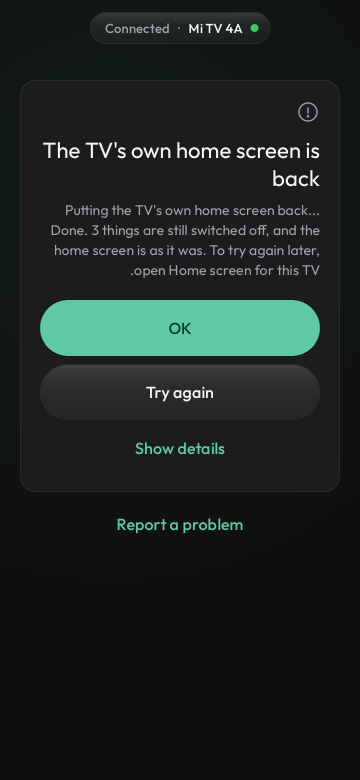 Connected · Mi TV 4A
The TV's own home screen is
back
Putting the TV's own home screen back...
Done. 3 things are still switched off, and the
home screen is as it was. To try again later,
.open Home screen for this TV
OK
Try again
Show details
Report a problem